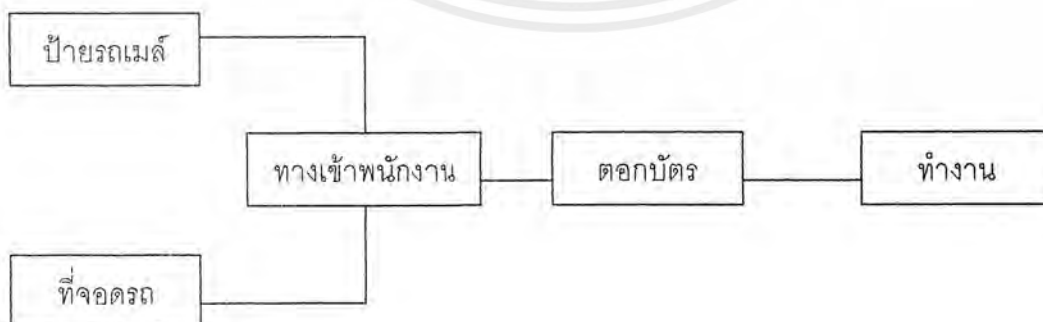 ป้ายรถเมล์
ทางเข้าพนักงาน
ตอกบัตร
ทำงาน
ที่จอดรถ